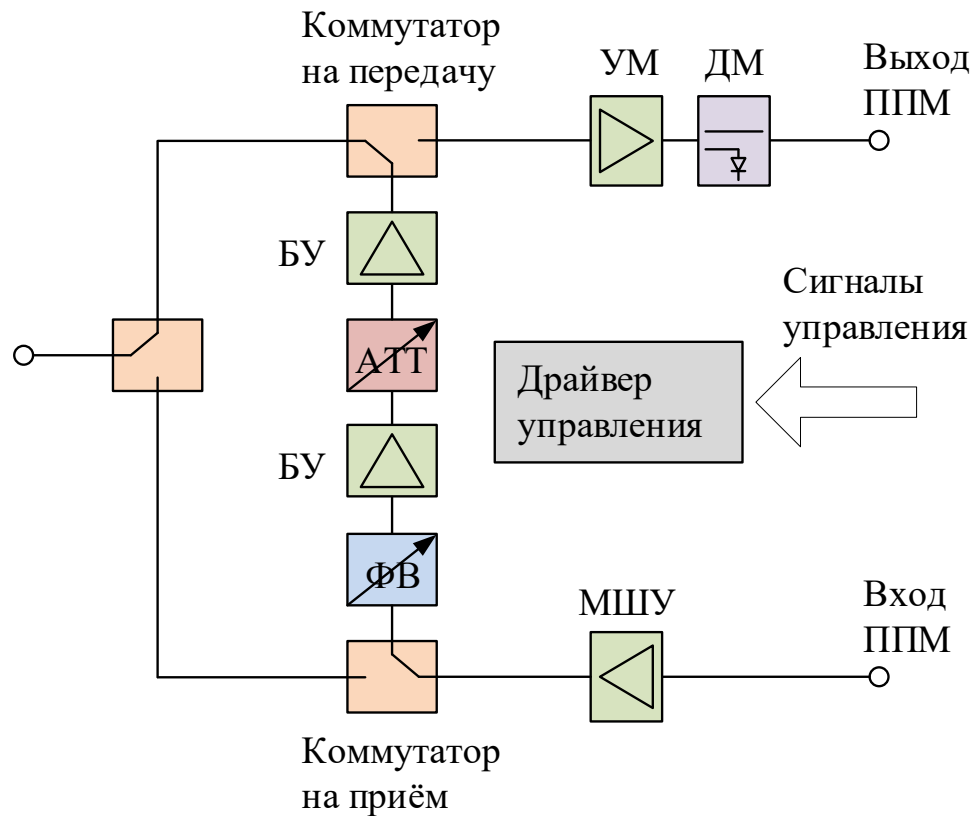 Коммутатор
на передачу
УМ
ДМ
Выход
ППМ
БУ
Сигналы
управления
АТТ
Драйвер
управления
БУ
ФВ
МШУ
Вход
ППМ
Коммутатор
на приём